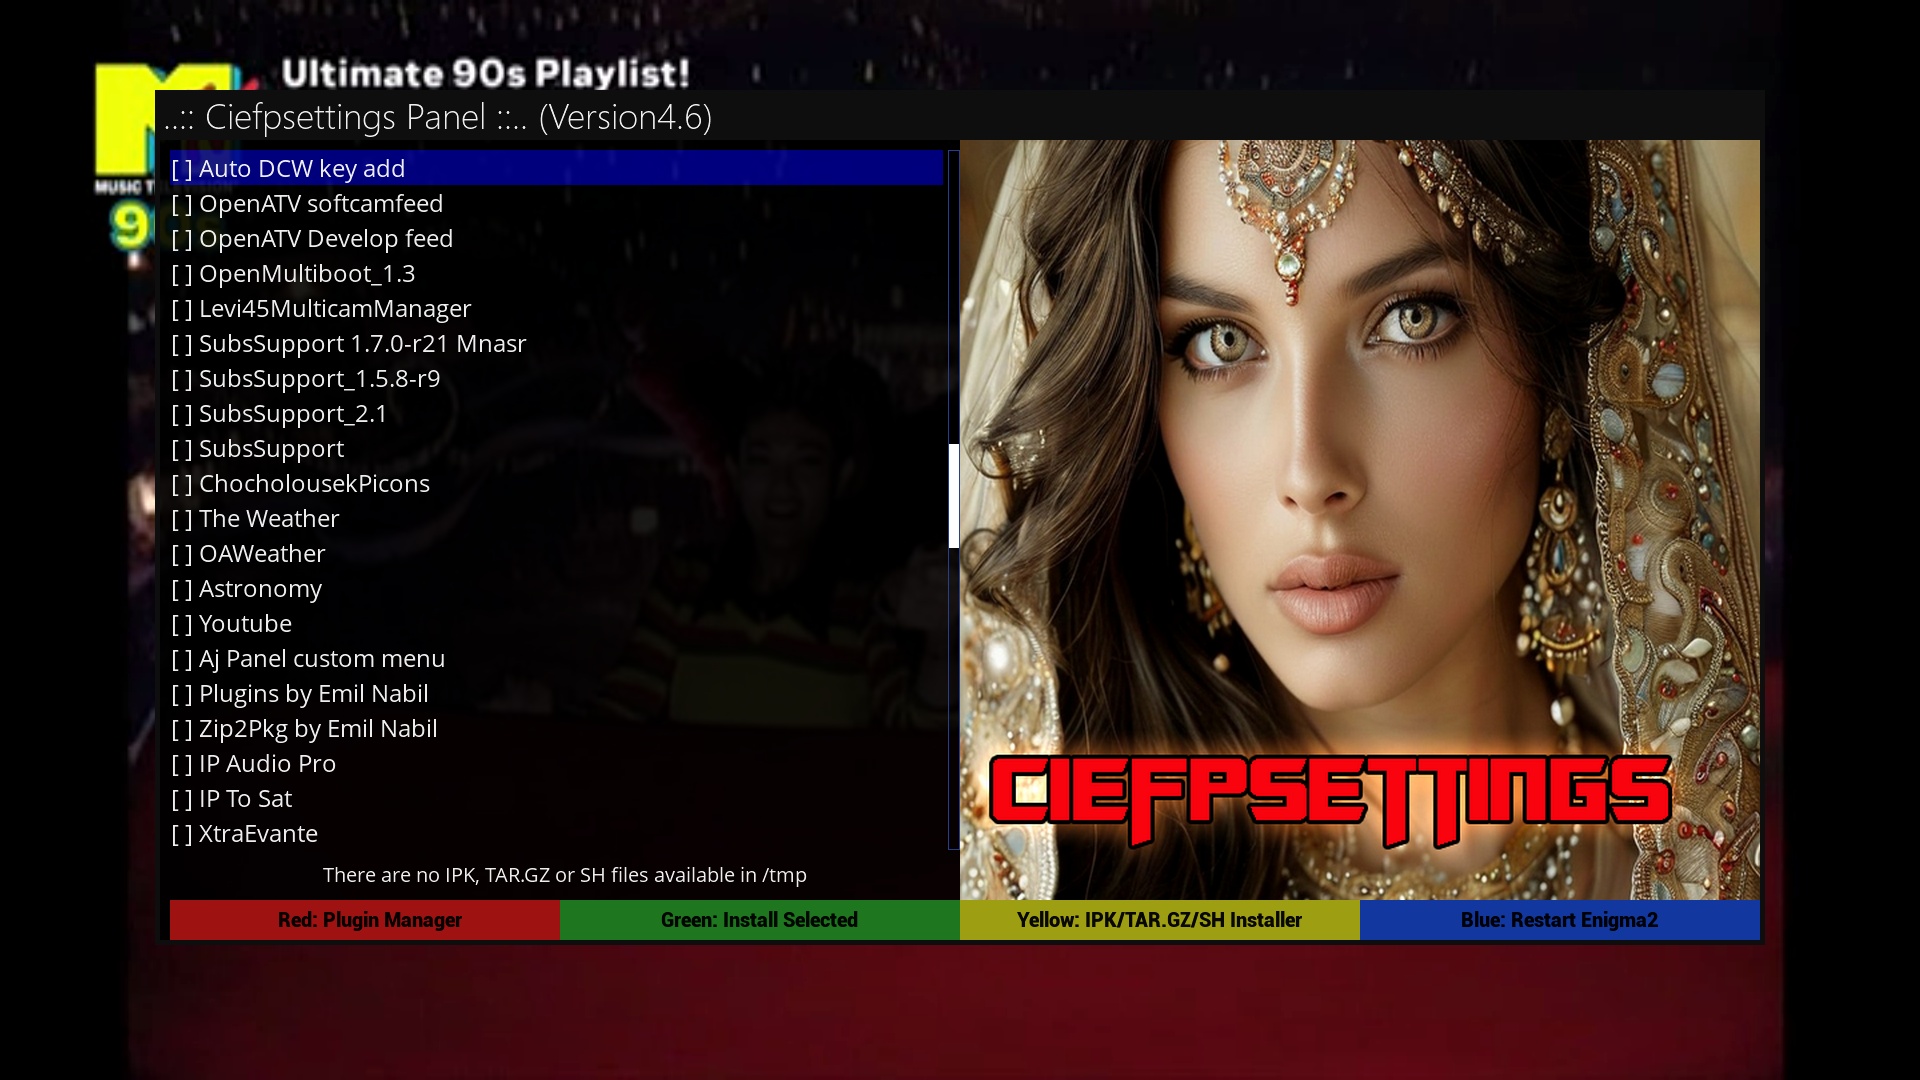 Ultimate 90s Playlist!
..:: Ciefpsettings Panel ::.. (Version4.6)
MUSIC
[ ] Auto DCW key add
[ ] OpenATV softcamfeed
[ ] OpenATV Develop feed
[ ] OpenMultiboot_1.3
[ ] Levi45MulticamManager
[ ] SubsSupport 1.7.0-r21 Mnasr
[ ] SubsSupport_1.5.8-r9
[ ] SubsSupport_2.1
[ ] SubsSupport
[ ] ChocholousekPicons
[ ] The Weather
[ ] OAWeather
[ ] Astronomy
[ ] Youtube
[ ] Aj Panel custom menu
[ ] Plugins by Emil Nabil
[ ] Zip2Pkg by Emil Nabil
[ ] IP Audio Pro
[ ] IP To Sat
[ ] XtraEvante
There are no IPK, TAR.GZ or SH files available in /tmp
CIEFPSETTINGS
Red: Plugin Manager
Green: Install Selected
Yellow: IPK/TAR.GZ/SH Installer
Blue: Restart Enigma2